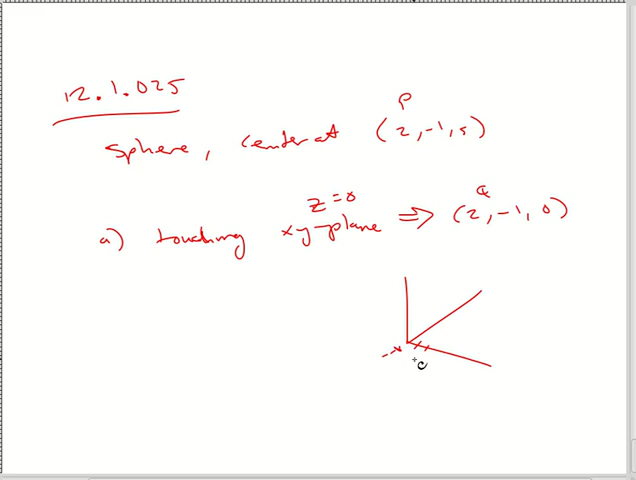 12.1.025
P
sphere, center at (2,-1,5)
z=0
Q
a) touching xy-plane ⇒ (2,-1,0)